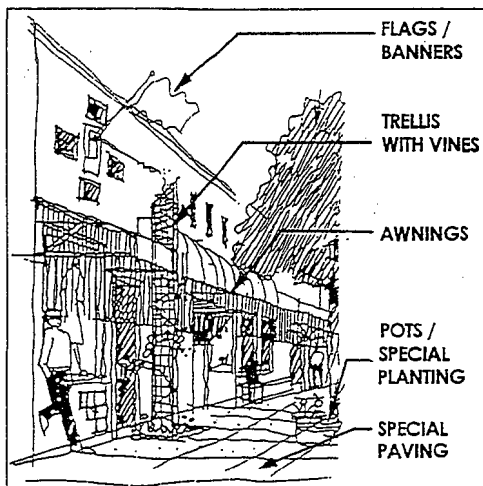 FLAGS /
BANNERS
TRELLIS
WITH VINES
AWNINGS
POTS /
SPECIAL
PLANTING
SPECIAL
PAVING